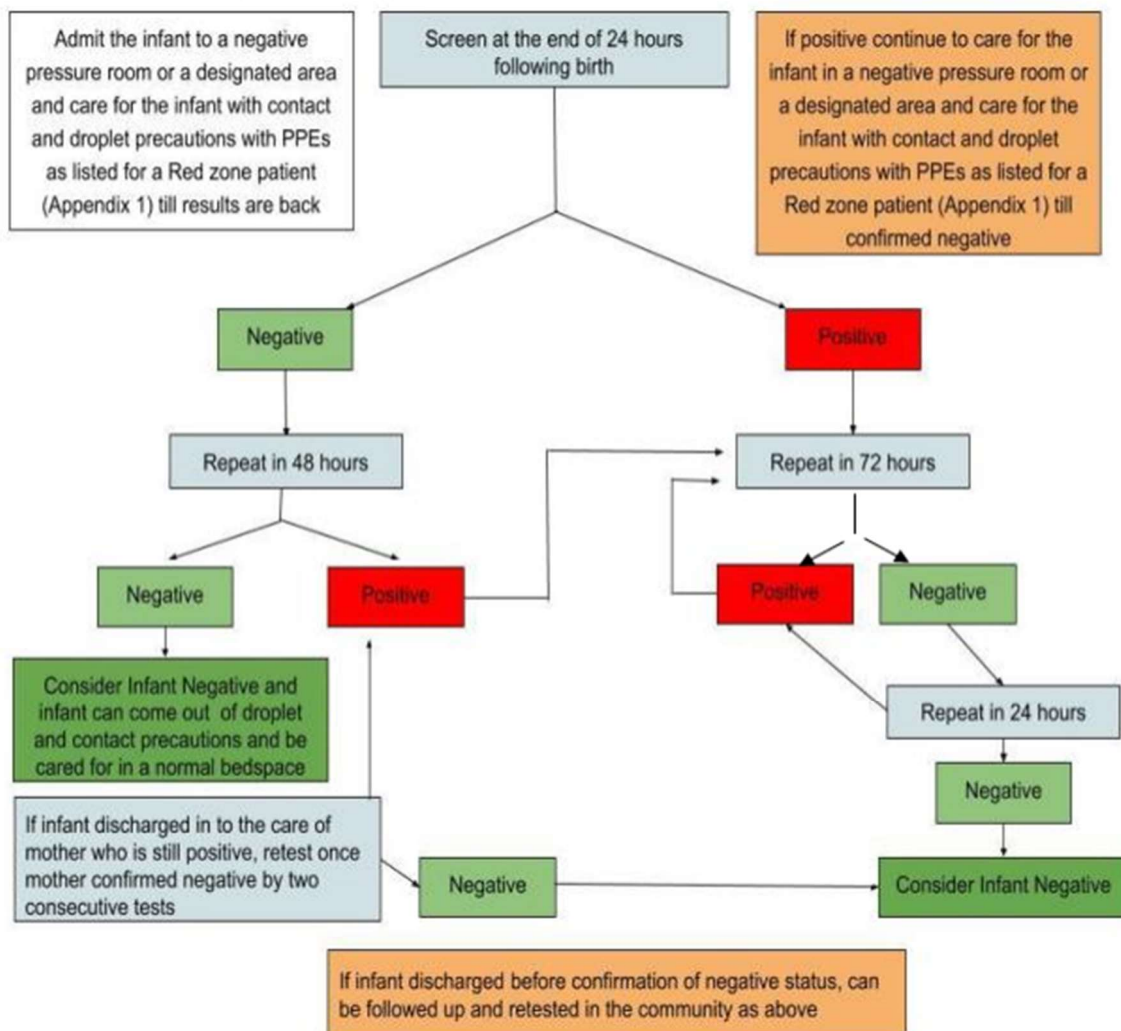 Admit the infant to a negative
pressure room or a designated area
and care for the infant with contact
and droplet precautions with PPEs
as listed for a Red zone patient
(Appendix 1) till results are back
Screen at the end of 24 hours
following birth
If positive continue to care for the
infant in a negative pressure room or
a designated area and care for the
infant with contact and droplet
precautions with PPEs as listed for a
Red zone patient (Appendix 1) till
confirmed negative
Negative
Positive
Repeat in 48 hours
Repeat in 72 hours
Negative
Positive
Positive
Negative
Consider Infant Negative and
infant can come out of droplet
and contact precautions and be
cared for in a normal bedspace
Repeat in 24 hours
Negative
If infant discharged in to the care of
mother who is still positive, retest once
mother confirmed negative by two
consecutive tests
Negative
Consider Infant Negative
If infant discharged before confirmation of negative status, can
be followed up and retested in the community as above